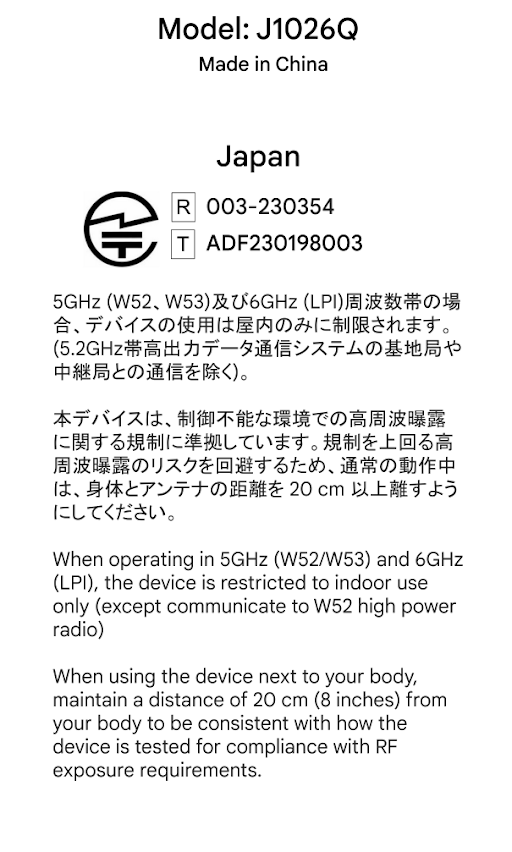 Model: J1026Q
Made in China
Japan
R 003-230354
T ADF230198003
5GHz (W52、W53)及び6GHz (LPI)周波数帯の場
合、デバイスの使用は屋内のみに制限されます。
(5.2GHz帯高出力データ通信システムの基地局や
中継局との通信を除く)。
本デバイスは、制御不能な環境での高周波曝露
に関する規制に準拠しています。規制を上回る高
周波曝露のリスクを回避するため、通常の動作中
は、身体とアンテナの距離を 20 cm 以上離すよう
にしてください。
When operating in 5GHz (W52/W53) and 6GHz
(LPI), the device is restricted to indoor use
only (except communicate to W52 high power
radio)
When using the device next to your body,
maintain a distance of 20 cm (8 inches) from
your body to be consistent with how the
device is tested for compliance with RF
exposure requirements.